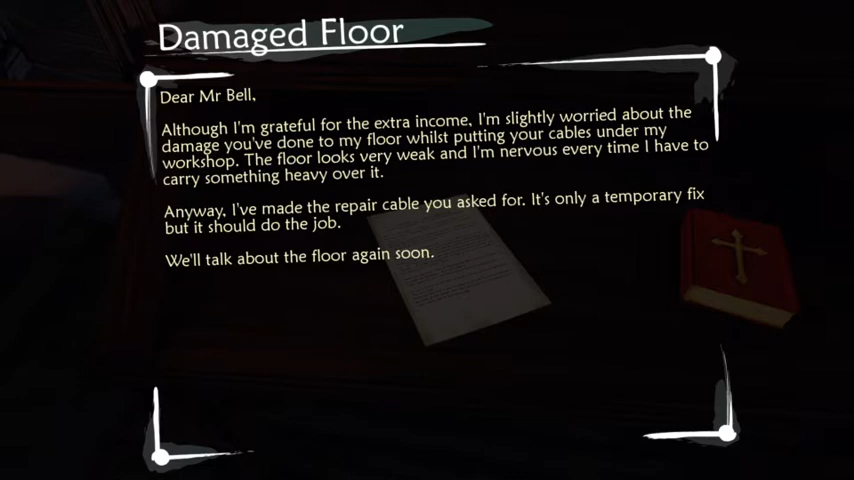 Damaged Floor
Dear Mr Bell,
Although I'm grateful for the extra income, I'm slightly worried about the
damage you've done to my floor whilst putting your cables under my
workshop. The floor looks very weak and I'm nervous every time I have to
carry something heavy over it.
Anyway, I've made the repair cable you asked for. It's only a temporary fix
but it should do the job.
We'll talk about the floor again soon.